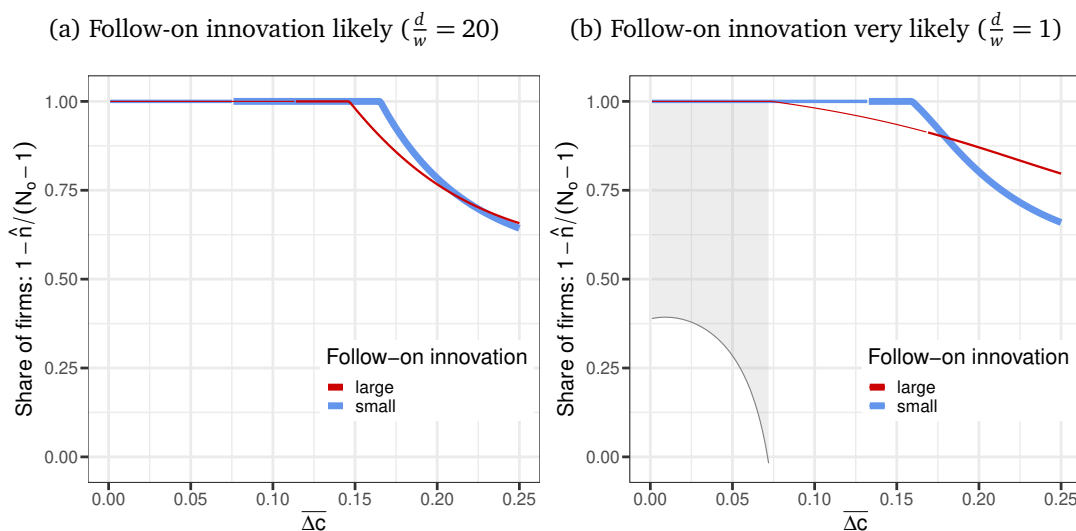 (a) Follow-on innovation likely (d/w = 20)
Share of firms: 1 − n̂/(N₀ − 1)
1.00
0.75
0.50
0.25
0.00
Follow−on innovation
large
small
0.00 0.05 0.10 0.15 0.20 0.25
Δc
(b) Follow-on innovation very likely (d/w = 1)
Share of firms: 1 − n̂/(N₀ − 1)
1.00
0.75
0.50
0.25
0.00
Follow−on innovation
large
small
0.00 0.05 0.10 0.15 0.20 0.25
Δc